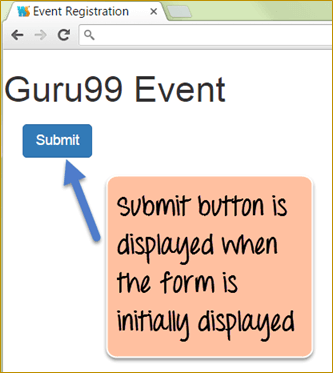 Event Registration
Guru99 Event
Submit
Submit button is
displayed when
the form is
initially displayed